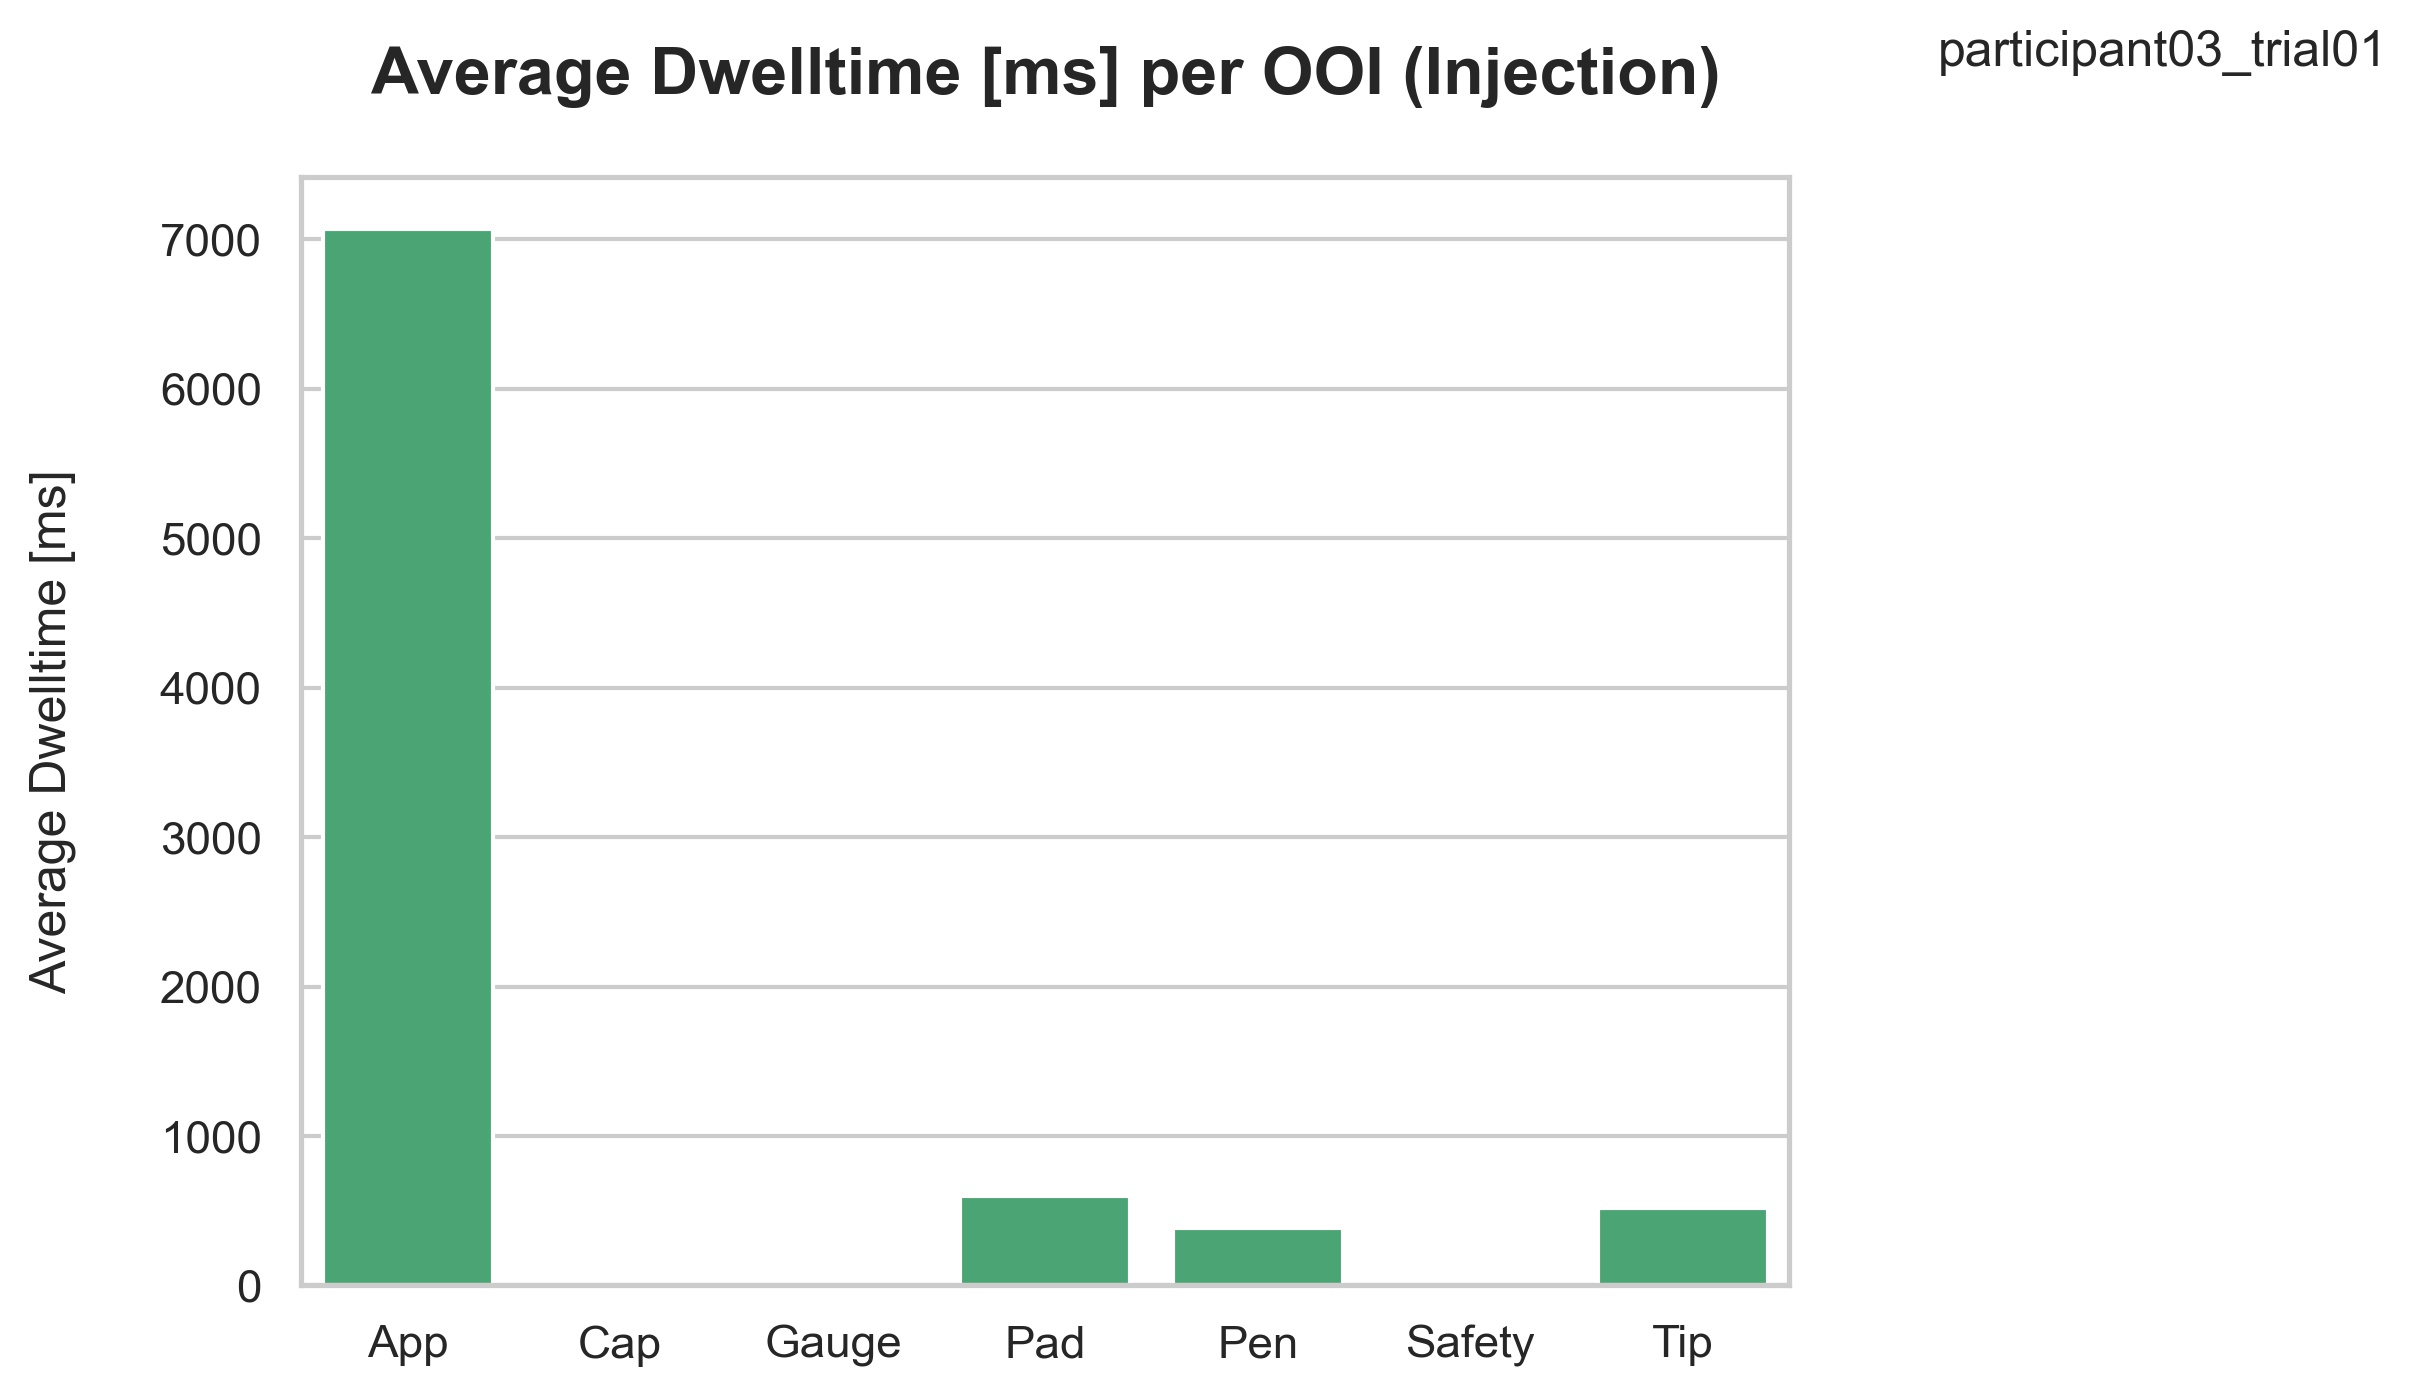 participant03_trial01
Average Dwelltime [ms] per OOI (Injection)
Average Dwelltime [ms]
7000
6000
5000
4000
3000
2000
1000
0
App Cap Gauge Pad Pen Safety Tip